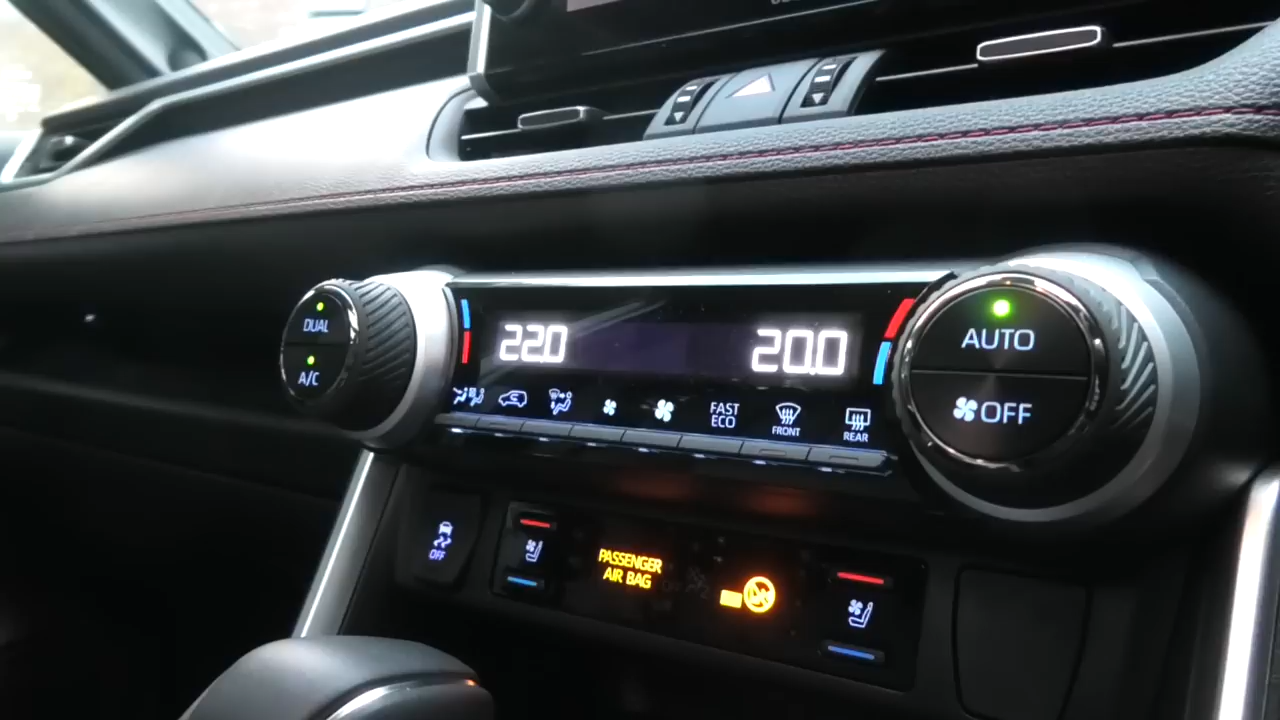 DUAL
A/C
22.0
20.0
AUTO
OFF
FAST
ECO
FRONT
REAR
OFF
PASSENGER
AIR BAG